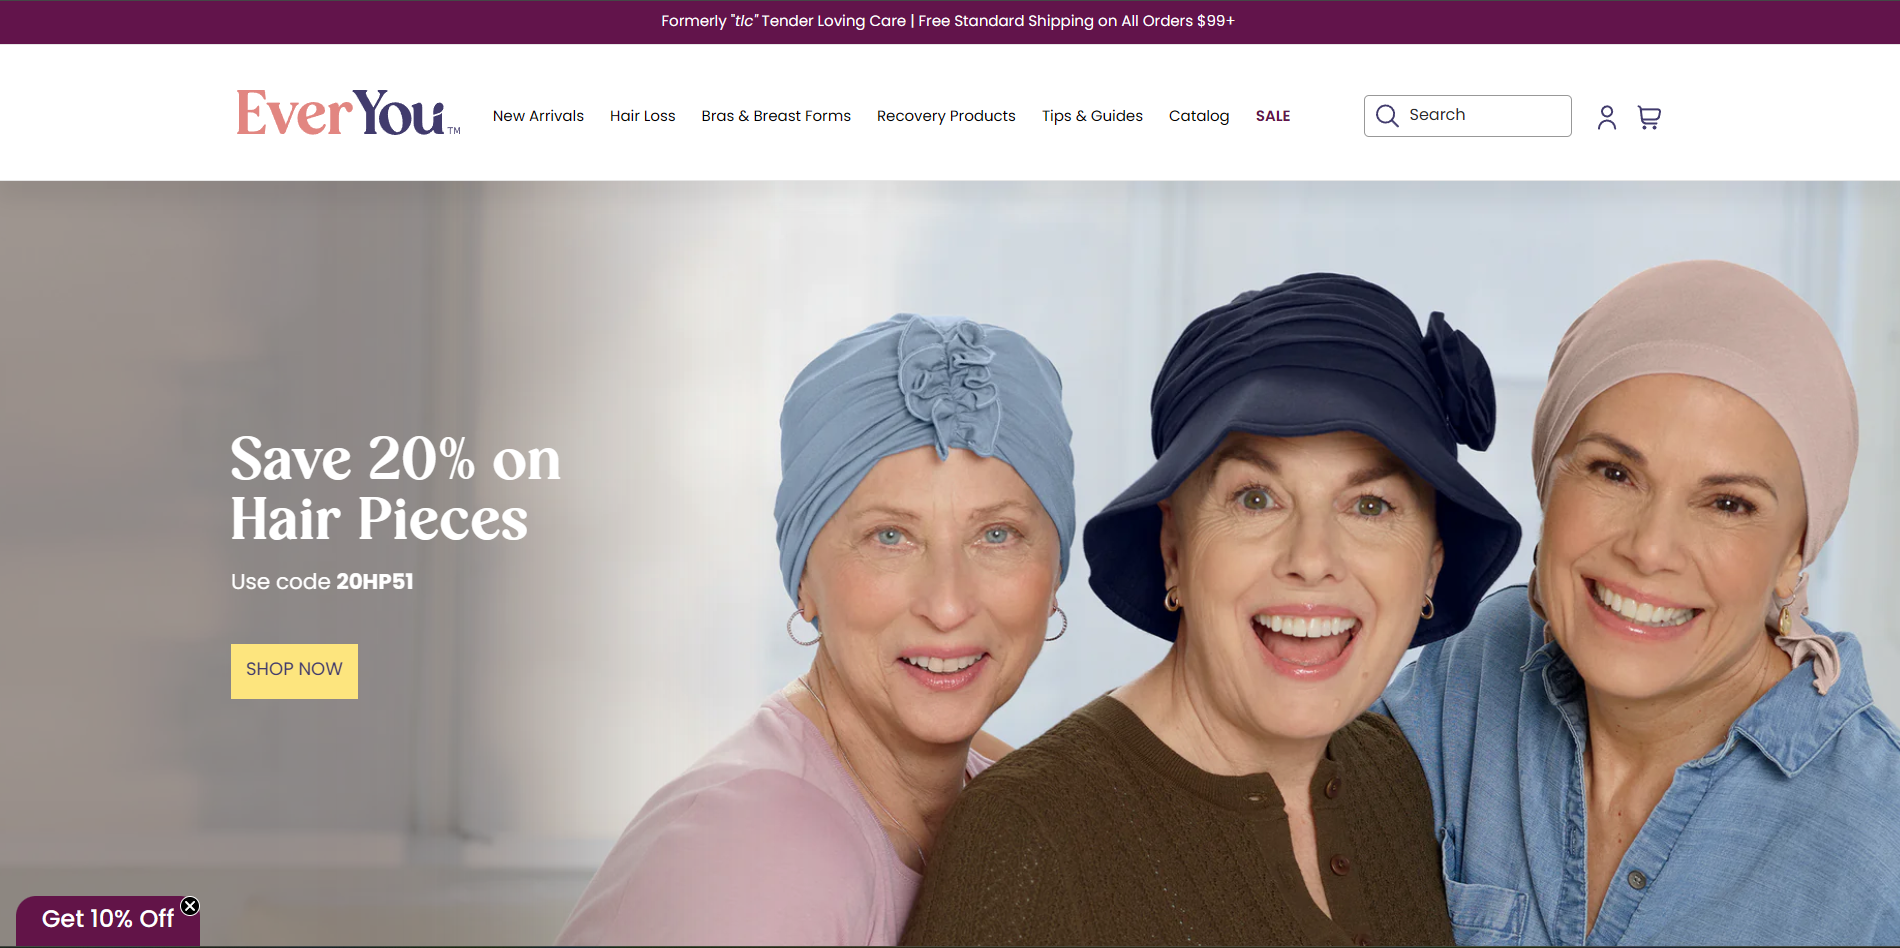 Formerly "tlc" Tender Loving Care | Free Standard Shipping on All Orders $99+
EverYou™
New Arrivals Hair Loss Bras & Breast Forms Recovery Products Tips & Guides Catalog SALE
Search
Save 20% on
Hair Pieces
Use code 20HP51
SHOP NOW
Get 10% Off